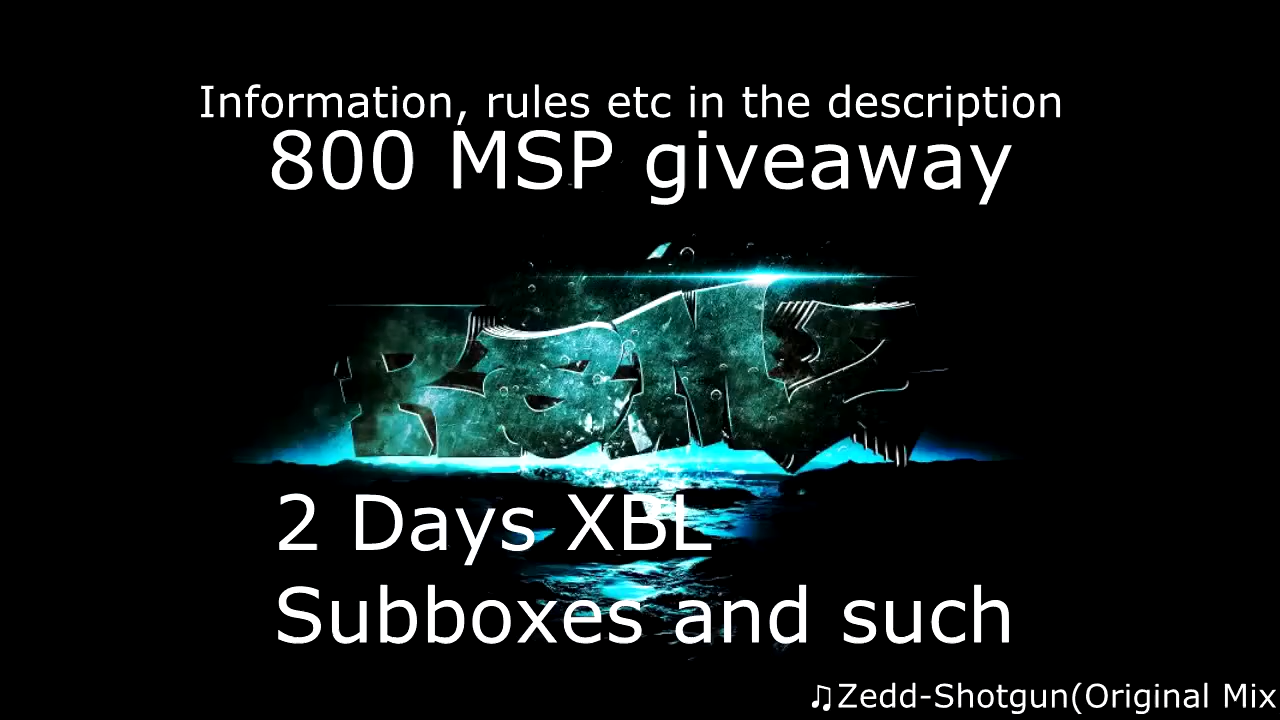 Information, rules etc in the description
800 MSP giveaway
2 Days XBL
Subboxes and such
♫Zedd-Shotgun(Original Mix